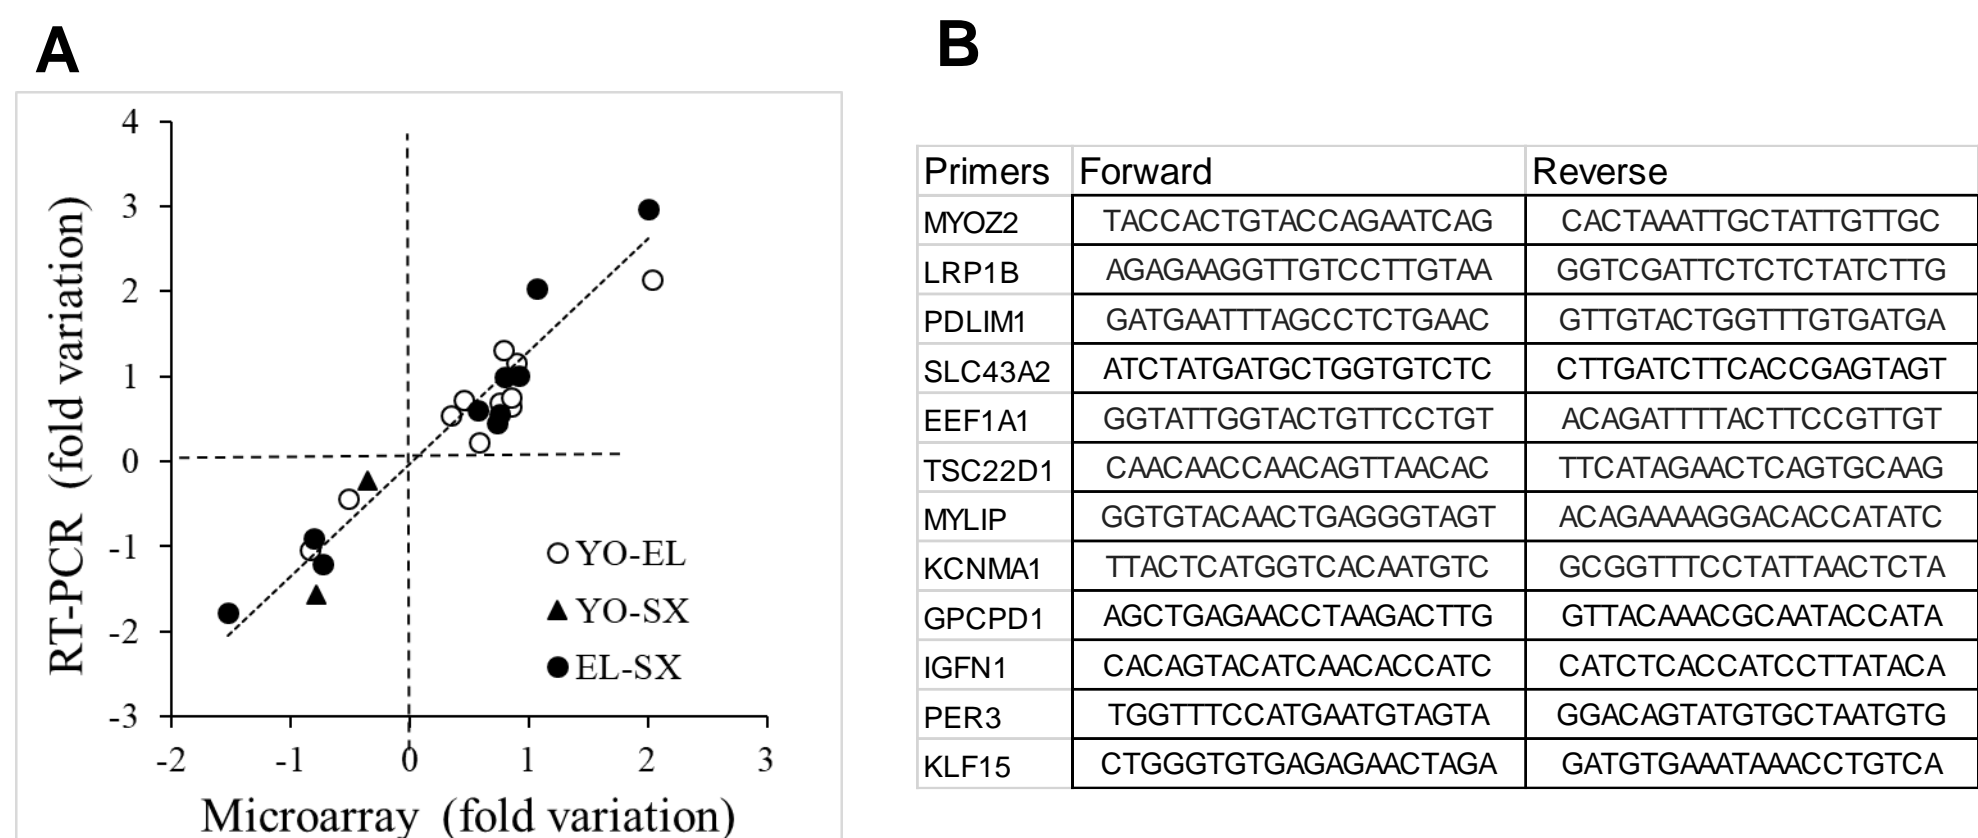 A
B
4
3
2
1
0
-1
-2
-3
RT-PCR (fold variation)
YO-EL
YO-SX
EL-SX
-2 -1 0 1 2 3
Microarray (fold variation)
Primers Forward Reverse
MYOZ2 TACCACTGTACCAGAATCAG CACTAAATTGCTATTGTTGC
LRP1B AGAGAAGGTTGTCCTTGTAA GGTCGATTCTCTCTATCTTG
PDLIM1 GATGAATTTAGCCTCTGAAC GTTGTACTGGTTTGTGATGA
SLC43A2 ATCTATGATGCTGGTGTCTC CTTGATCTTCACCGAGTAGT
EEF1A1 GGTATTGGTACTGTTCCTGT ACAGATTTTACTTCCGTTGT
TSC22D1 CAACAACCAACAGTTAACAC TTCATAGAACTCAGTGCAAG
MYLIP GGTGTACAACTGAGGGTAGT ACAGAAAAGGACACCATATC
KCNMA1 TTACTCATGGTCACAATGTC GCGGTTTCCTATTAACTCTA
GPCPD1 AGCTGAGAACCTAAGACTTG GTTACAAACGCAATACCATA
IGFN1 CACAGTACATCAACACCATC CATCTCACCATCCTTATACA
PER3 TGGTTTCCATGAATGTAGTA GGACAGTATGTGCTAATGTG
KLF15 CTGGGTGTGAGAGAACTAGA GATGTGAAATAAACCTGTCA